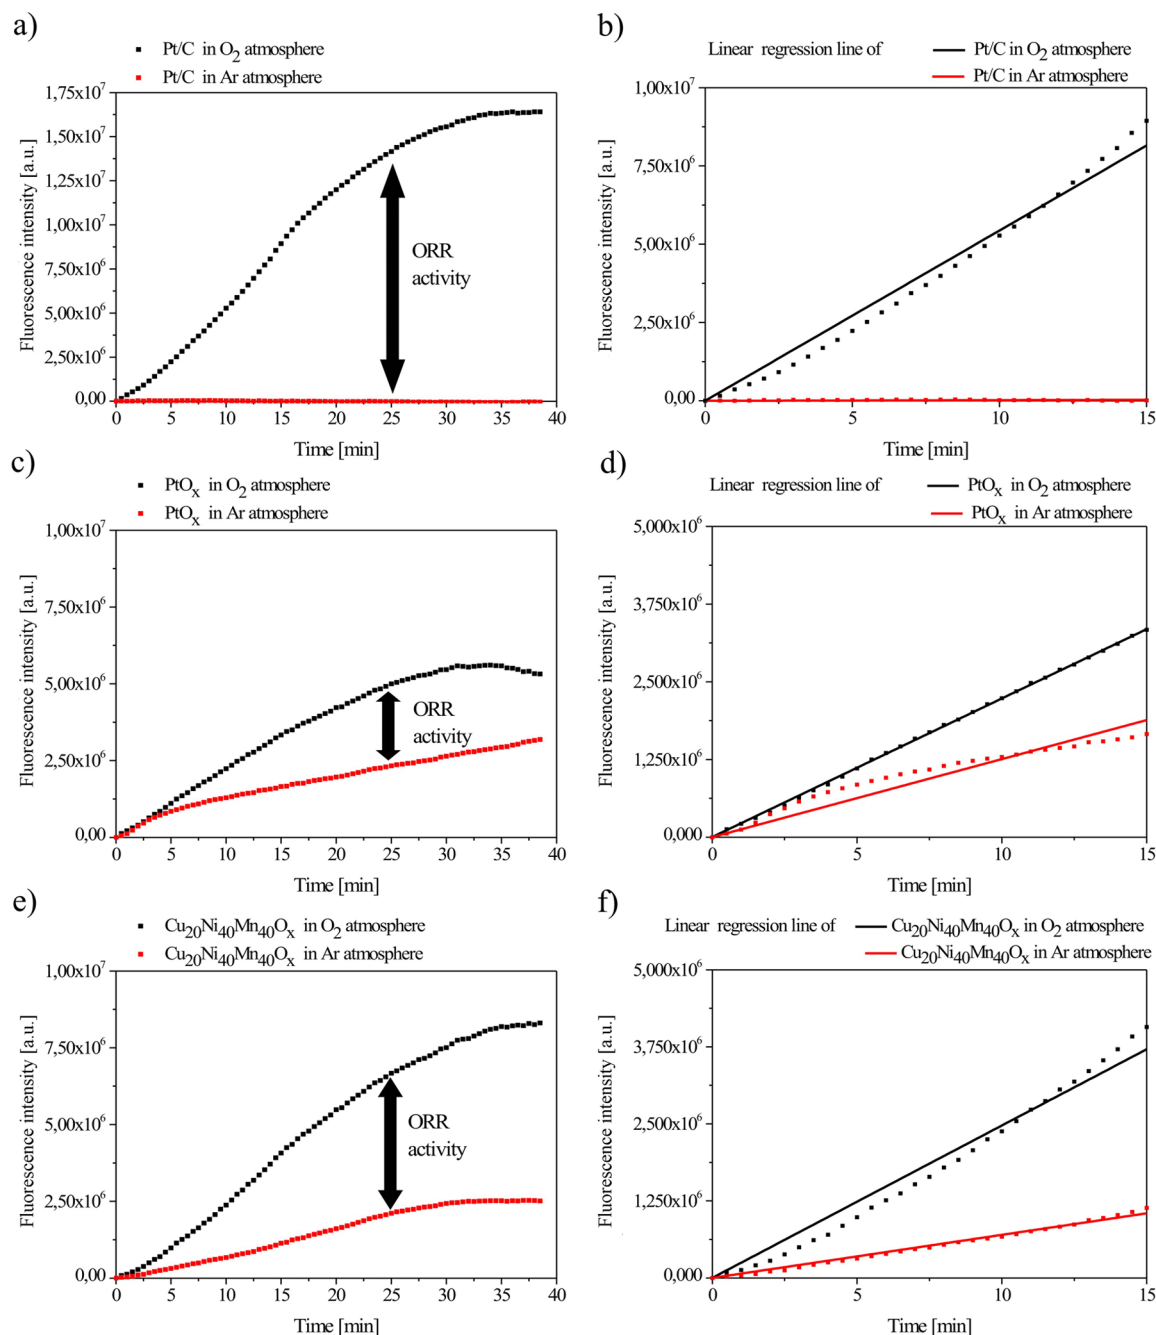 a)
Pt/C in O2 atmosphere
Pt/C in Ar atmosphere
1,75x10^7
1,50x10^7
1,25x10^7
1,00x10^7
7,50x10^6
5,00x10^6
2,50x10^6
0,00
Fluorescence intensity [a.u.]
ORR
activity
0 5 10 15 20 25 30 35 40
Time [min]
b)
Linear regression line of
Pt/C in O2 atmosphere
Pt/C in Ar atmosphere
1,00x10^7
7,50x10^6
5,00x10^6
2,50x10^6
0,00
Fluorescence intensity [a.u.]
0 5 10 15
Time [min]
c)
PtOx in O2 atmosphere
PtOx in Ar atmosphere
1,00x10^7
7,50x10^6
5,00x10^6
2,50x10^6
0,00
Fluorescence intensity [a.u.]
ORR
activity
0 5 10 15 20 25 30 35 40
Time [min]
d)
Linear regression line of
PtOx in O2 atmosphere
PtOx in Ar atmosphere
5,000x10^6
3,750x10^6
2,500x10^6
1,250x10^6
0,000
Fluorescence intensity [a.u.]
0 5 10 15
Time [min]
e)
Cu20Ni40Mn40Ox in O2 atmosphere
Cu20Ni40Mn40Ox in Ar atmosphere
1,00x10^7
7,50x10^6
5,00x10^6
2,50x10^6
0,00
Fluorescence intensity [a.u.]
ORR
activity
0 5 10 15 20 25 30 35 40
Time [min]
f)
Linear regression line of
Cu20Ni40Mn40Ox in O2 atmosphere
Cu20Ni40Mn40Ox in Ar atmosphere
5,000x10^6
3,750x10^6
2,500x10^6
1,250x10^6
0,000
Fluorescence intensity [a.u.]
0 5 10 15
Time [min]